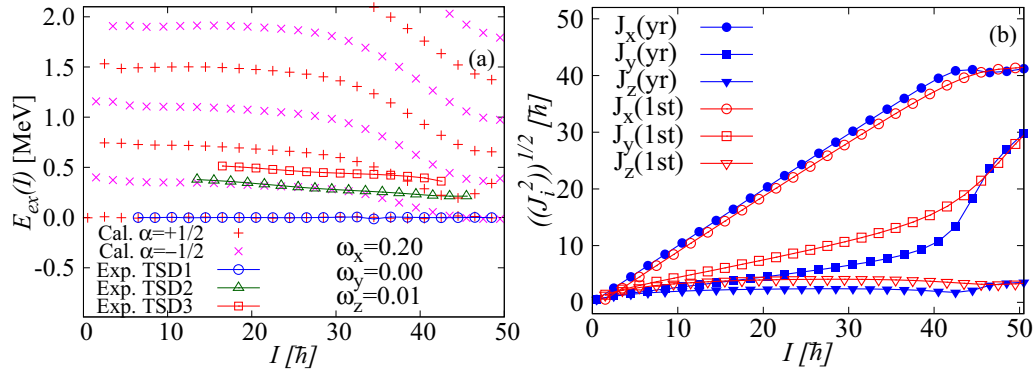 (a)
E_ex(I) [MeV]
2.0
1.5
1.0
0.5
0.0
-0.5
Cal. α=+1/2
Cal. α=−1/2
Exp. TSD1
Exp. TSD2
Exp. TSD3
ω_x=0.20
ω_y=0.00
ω_z=0.01
0 10 20 30 40 50
I [ħ]
(b)
((J_i^2))^1/2 [ħ]
50
40
30
20
10
0
J_x(yr)
J_y(yr)
J_z(yr)
J_x(1st)
J_y(1st)
J_z(1st)
0 10 20 30 40 50
I [ħ]